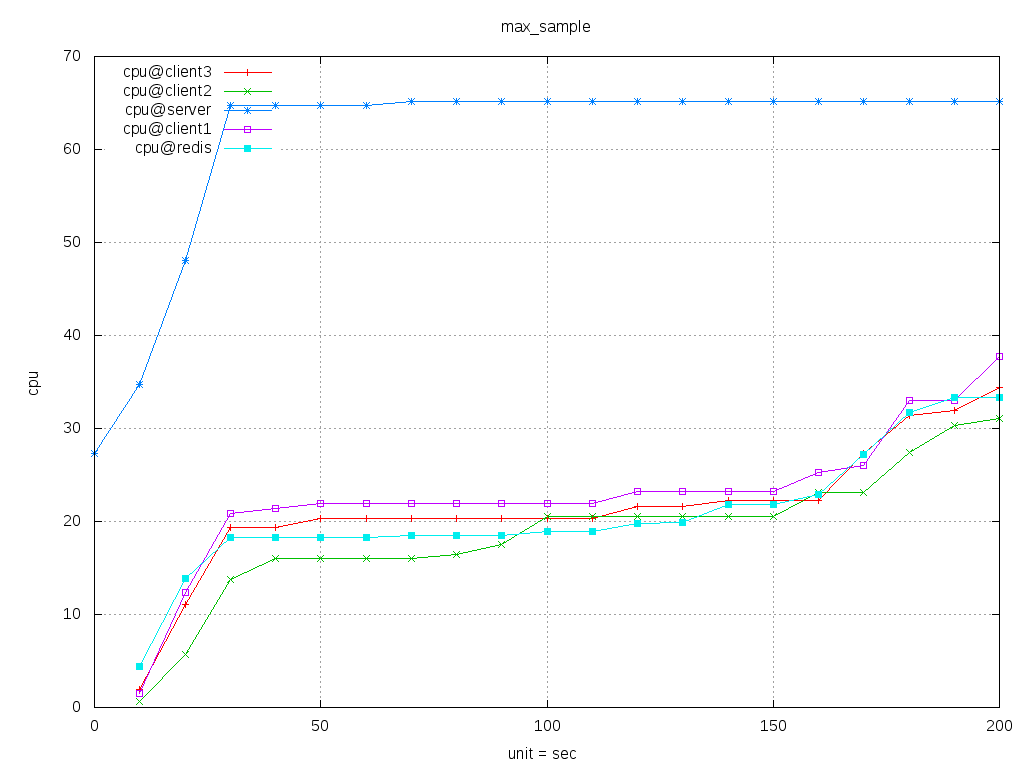 max_sample
70
60
50
40
30
20
10
0
cpu
cpu@client3
cpu@client2
cpu@server
cpu@client1
cpu@redis
0 50 100 150 200
unit = sec